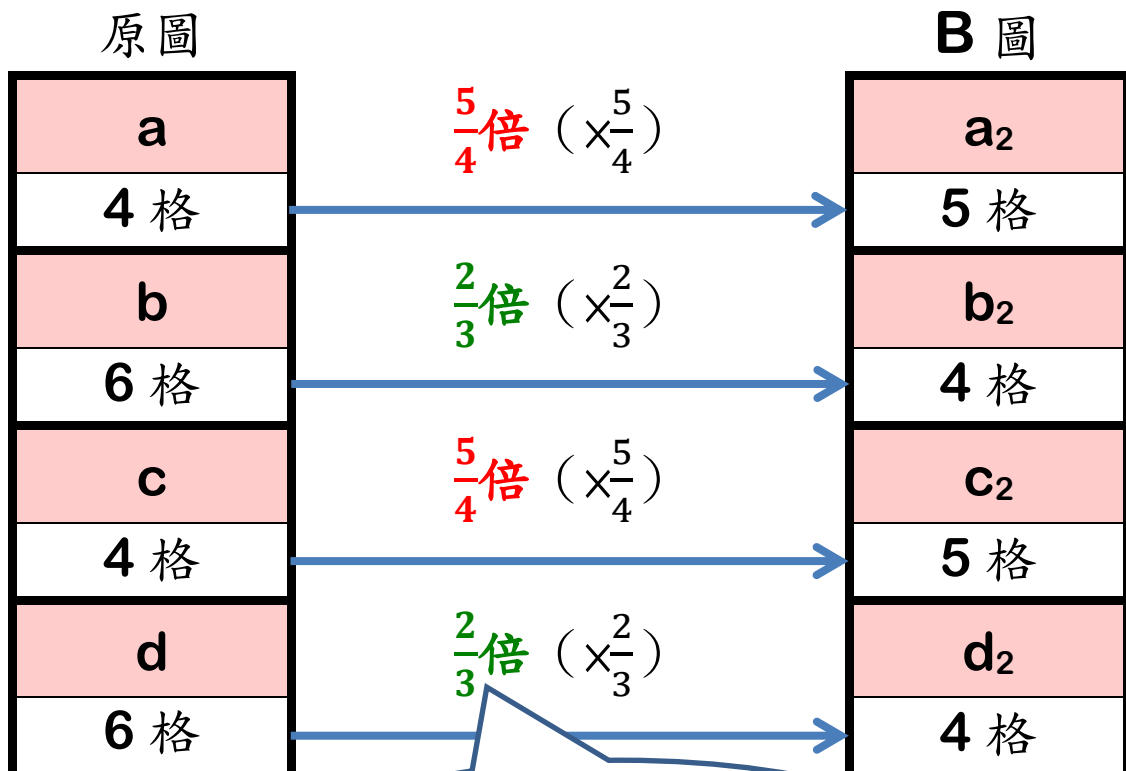 原圖 B 圖
a 5/4倍（×5/4） a₂
4 格 5 格
b 2/3倍（×2/3） b₂
6 格 4 格
c 5/4倍（×5/4） c₂
4 格 5 格
d 2/3倍（×2/3） d₂
6 格 4 格